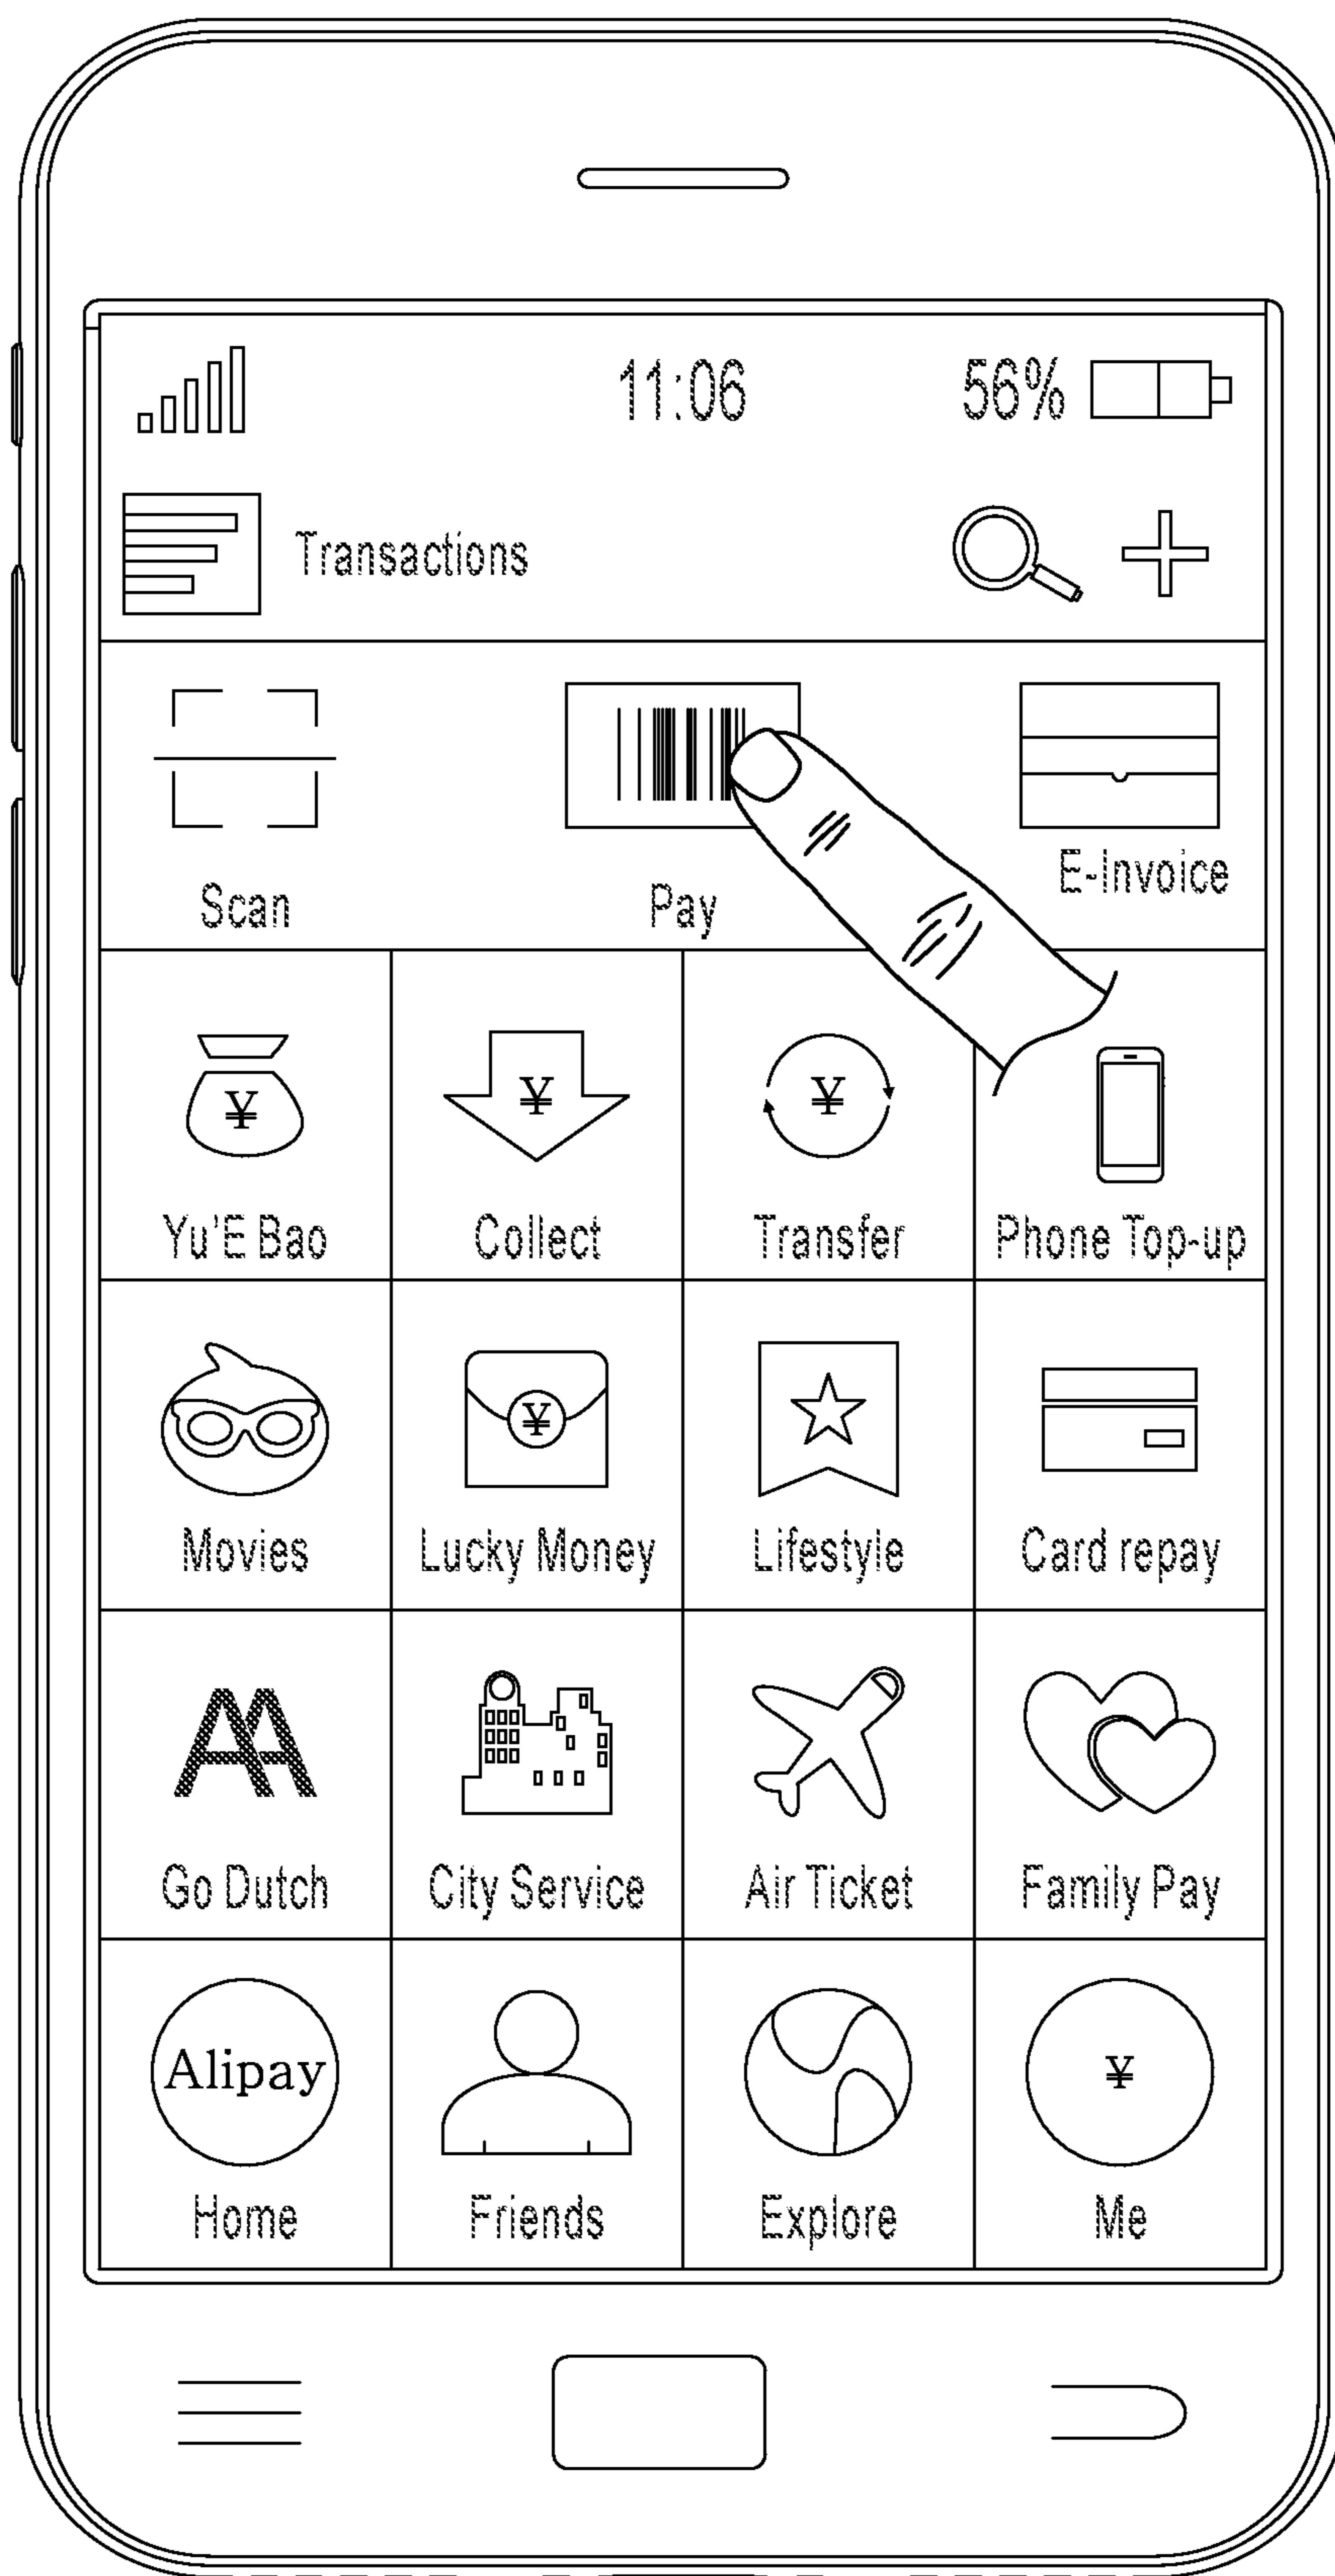 11:06 56%
Transactions
Scan Pay E-Invoice
¥ ¥ ¥
Yu'E Bao Collect Transfer Phone Top-up
¥
Movies Lucky Money Lifestyle Card repay
AA
Go Dutch City Service Air Ticket Family Pay
Alipay ¥
Home Friends Explore Me